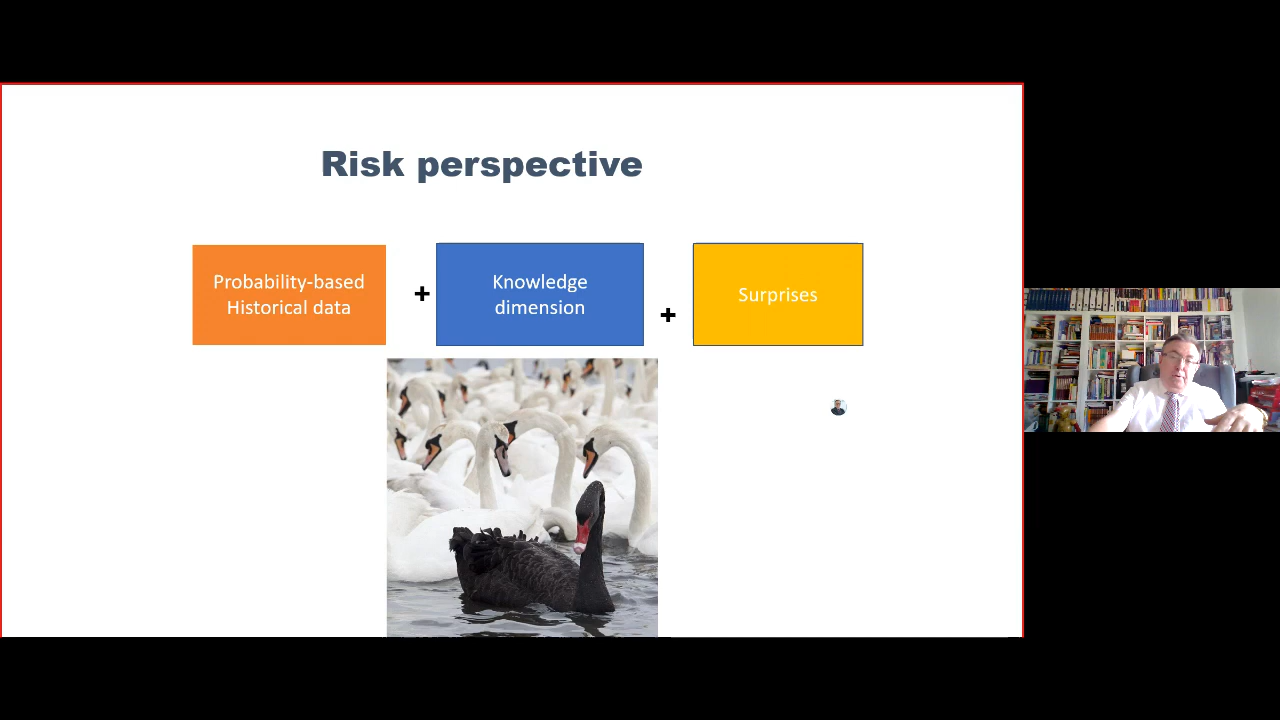 Risk perspective
Probability-based
Historical data
+
Knowledge
dimension
+
Surprises